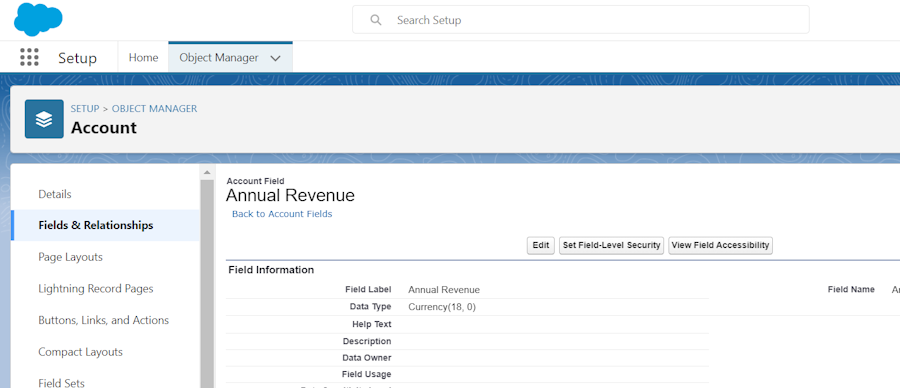 Search Setup
Setup Home Object Manager
SETUP > OBJECT MANAGER
Account
Details
Fields & Relationships
Page Layouts
Lightning Record Pages
Buttons, Links, and Actions
Compact Layouts
Field Sets
Account Field
Annual Revenue
Back to Account Fields
Edit Set Field-Level Security View Field Accessibility
Field Information
Field Label Annual Revenue Field Name
Data Type Currency(18, 0)
Help Text
Description
Data Owner
Field Usage